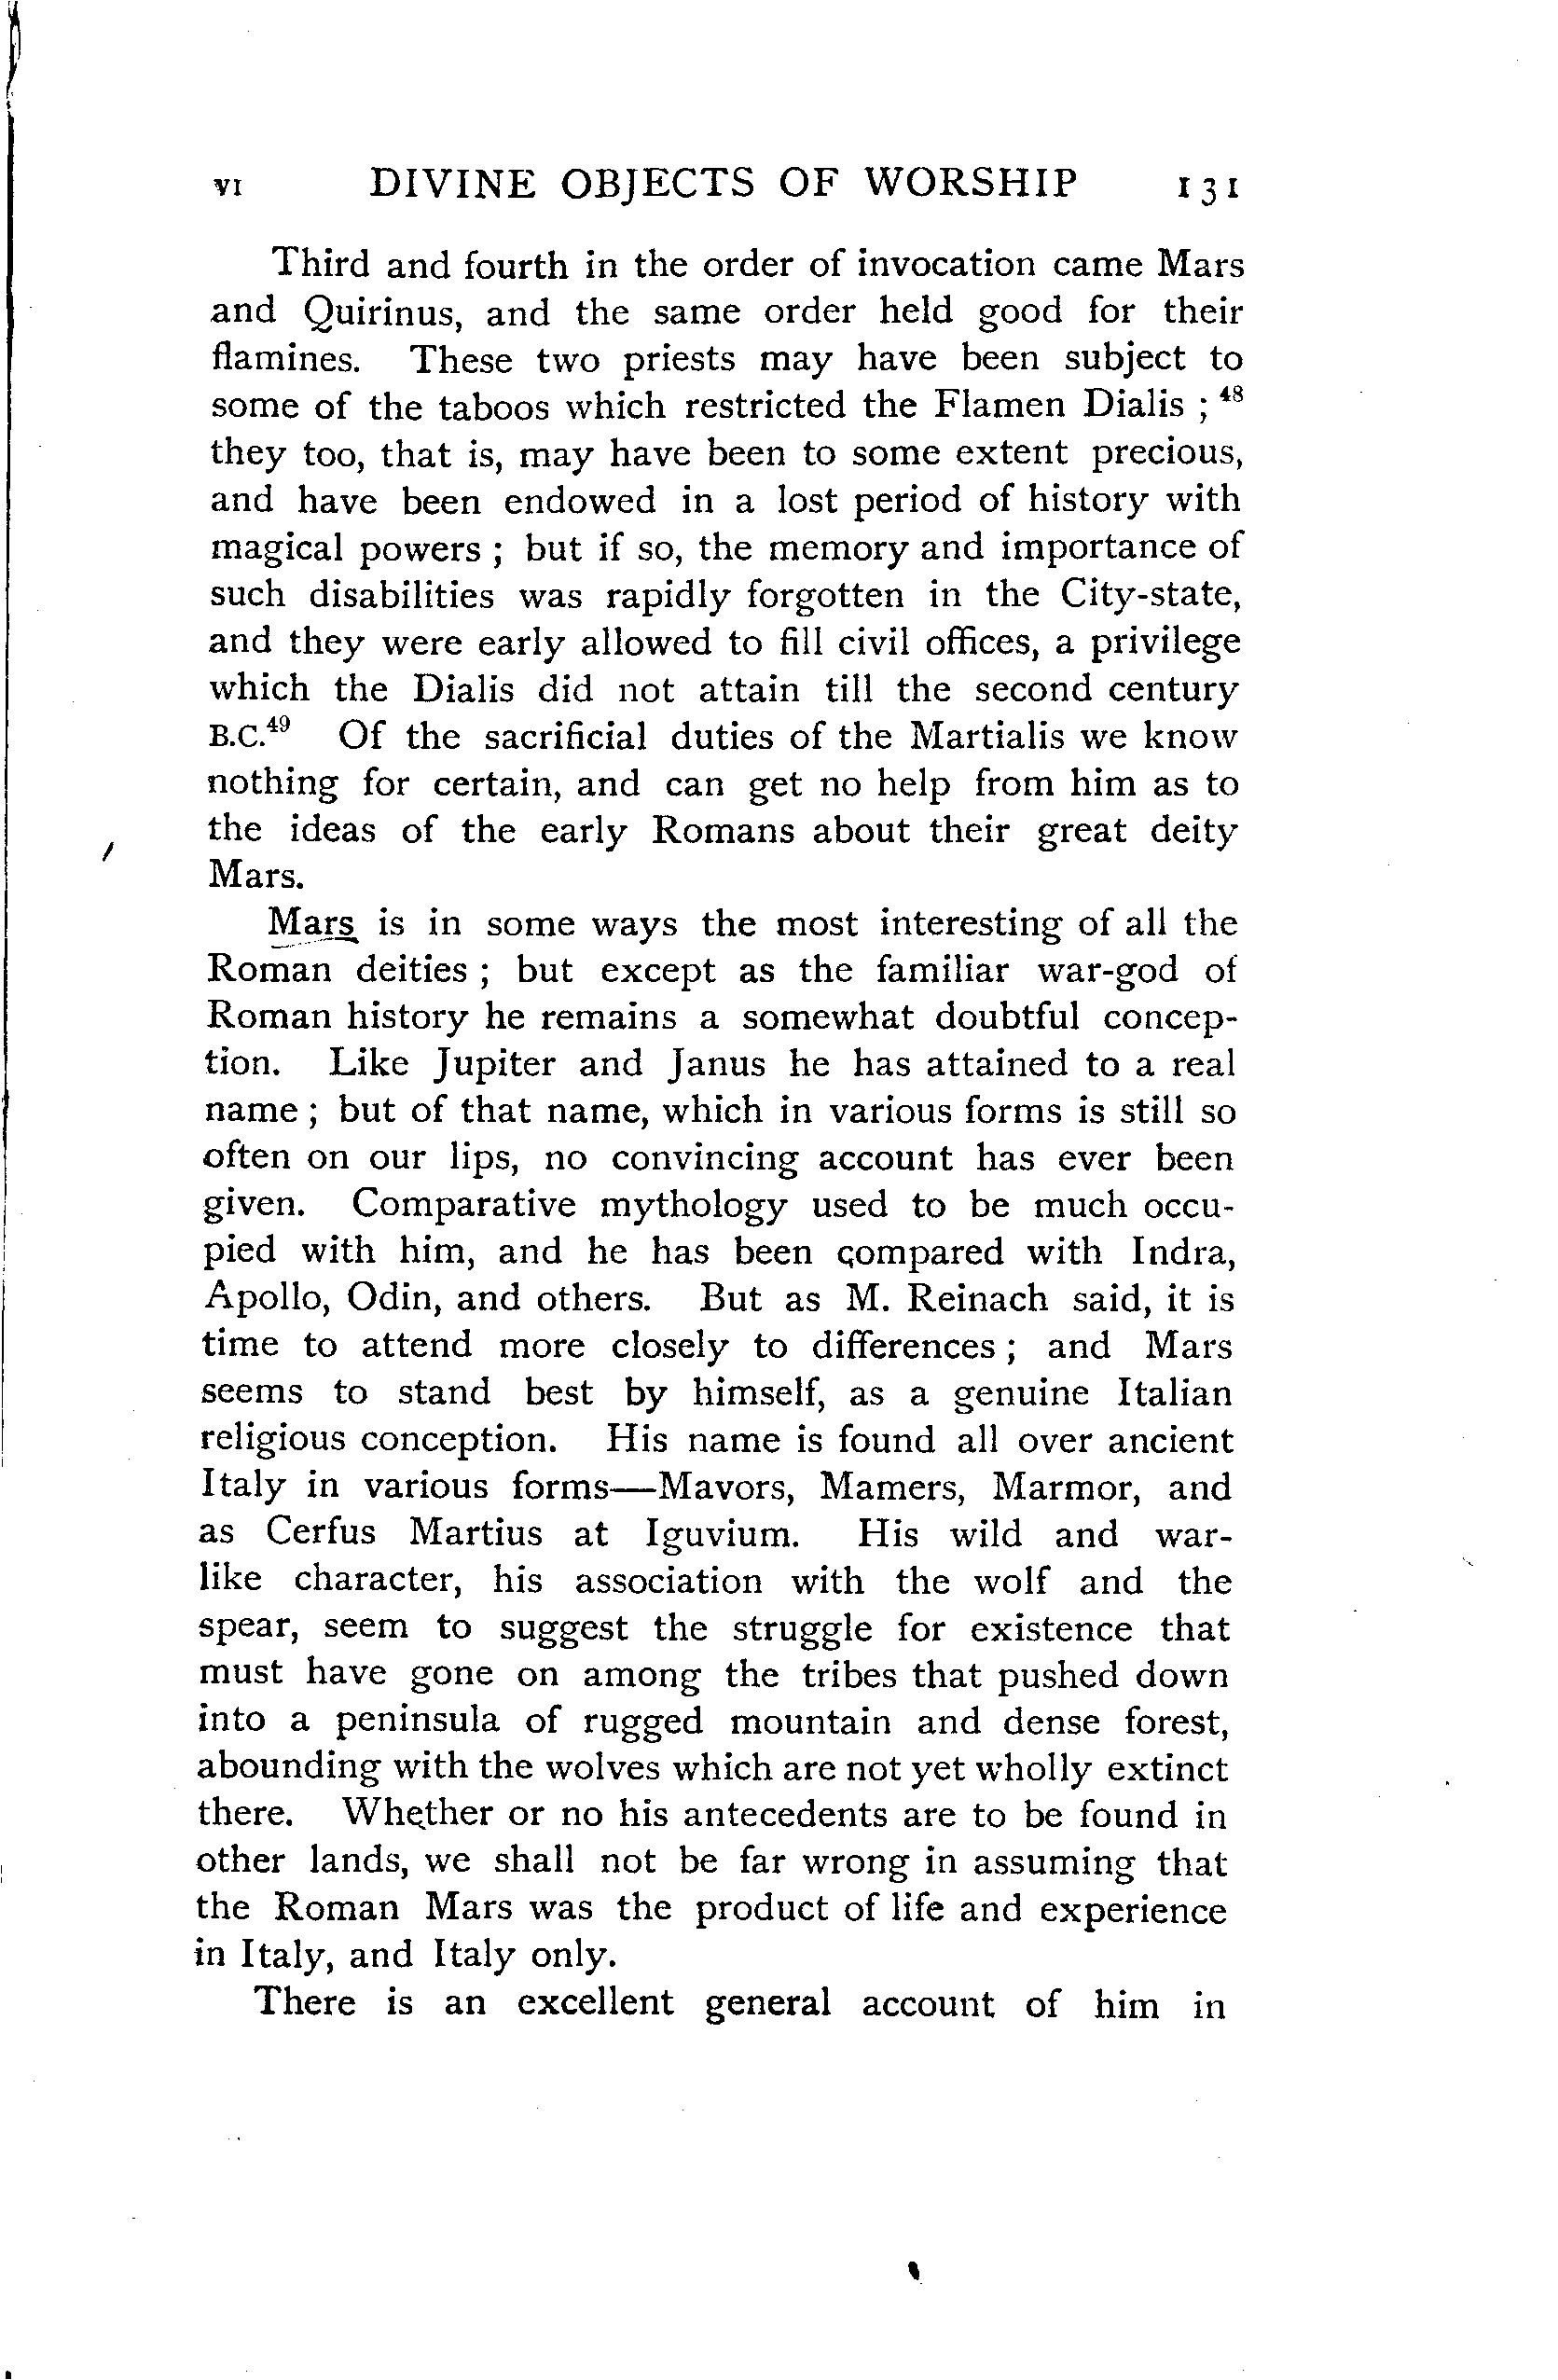 VI DIVINE OBJECTS OF WORSHIP 131
Third and fourth in the order of invocation came Mars
and Quirinus, and the same order held good for their
flamines. These two priests may have been subject to
some of the taboos which restricted the Flamen Dialis ; 48
they too, that is, may have been to some extent precious,
and have been endowed in a lost period of history with
magical powers ; but if so, the memory and importance of
such disabilities was rapidly forgotten in the City-state,
and they were early allowed to fill civil offices, a privilege
which the Dialis did not attain till the second century
B.C.49 Of the sacrificial duties of the Martialis we know
nothing for certain, and can get no help from him as to
the ideas of the early Romans about their great deity
Mars.
Mars is in some ways the most interesting of all the
Roman deities ; but except as the familiar war-god of
Roman history he remains a somewhat doubtful concep-
tion. Like Jupiter and Janus he has attained to a real
name ; but of that name, which in various forms is still so
often on our lips, no convincing account has ever been
given. Comparative mythology used to be much occu-
pied with him, and he has been compared with Indra,
Apollo, Odin, and others. But as M. Reinach said, it is
time to attend more closely to differences ; and Mars
seems to stand best by himself, as a genuine Italian
religious conception. His name is found all over ancient
Italy in various forms—Mavors, Mamers, Marmor, and
as Cerfus Martius at Iguvium. His wild and war-
like character, his association with the wolf and the
spear, seem to suggest the struggle for existence that
must have gone on among the tribes that pushed down
into a peninsula of rugged mountain and dense forest,
abounding with the wolves which are not yet wholly extinct
there. Whether or no his antecedents are to be found in
other lands, we shall not be far wrong in assuming that
the Roman Mars was the product of life and experience
in Italy, and Italy only.
There is an excellent general account of him in